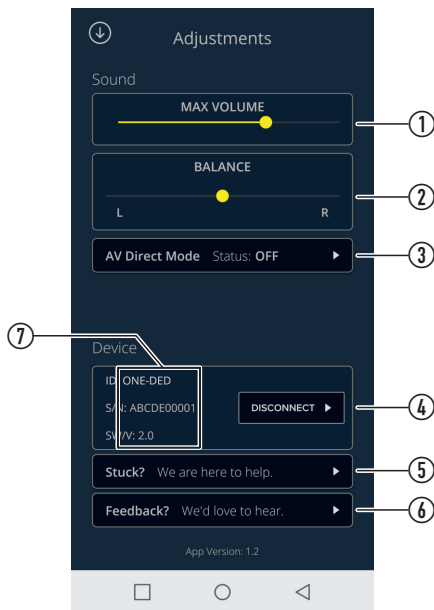 Adjustments
Sound
MAX VOLUME
1
BALANCE
2
L R
AV Direct Mode Status: OFF
3
7
Device
ID: ONE-DED
S/N: ABCDE00001
DISCONNECT
4
SW/V: 2.0
Stuck? We are here to help.
5
Feedback? We'd love to hear.
6
App Version: 1.2